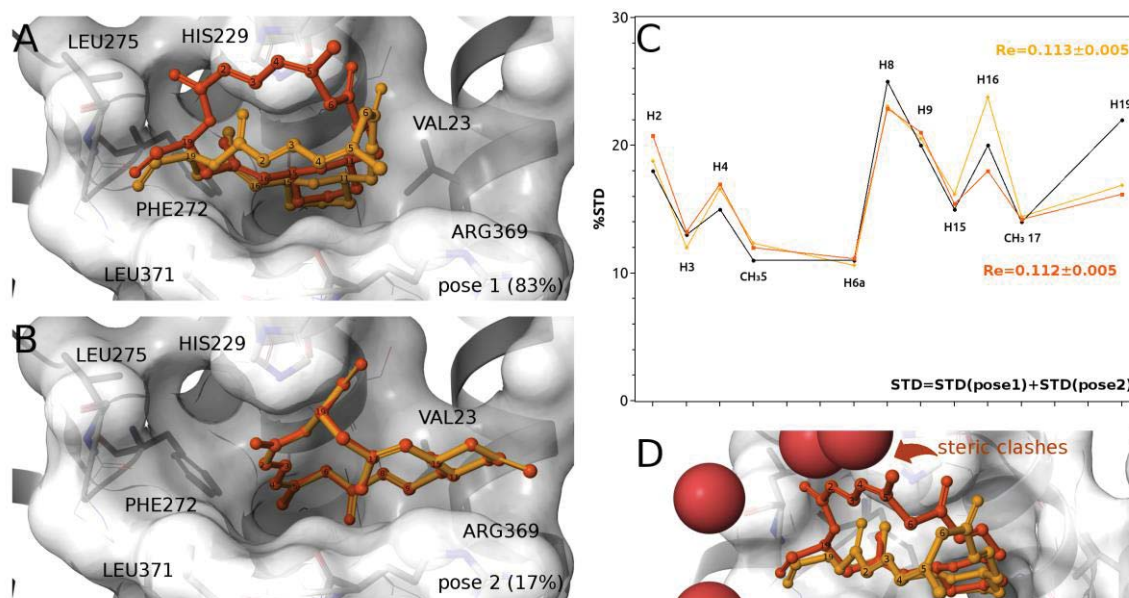 A
LEU275
HIS229
VAL23
PHE272
ARG369
LEU371
pose 1 (83%)
B
LEU275
HIS229
VAL23
PHE272
ARG369
LEU371
pose 2 (17%)
C
30
20
10
0
%STD
Re=0.113±0.005
H8
H16
H2
H9
H19
H4
H15
CH₃ 17
H3
CH₃5
H6a
Re=0.112±0.005
STD=STD(pose1)+STD(pose2)
D
steric clashes